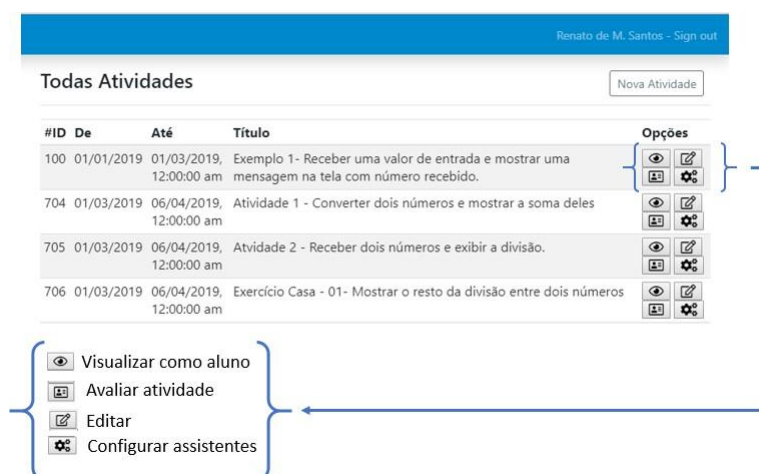 Renato de M. Santos - Sign out
Todas Atividades
Nova Atividade
#ID De Até Título Opções
100 01/01/2019 01/03/2019, Exemplo 1- Receber uma valor de entrada e mostrar uma
12:00:00 am mensagem na tela com número recebido.
704 01/03/2019 06/04/2019, Atividade 1 - Converter dois números e mostrar a soma deles
12:00:00 am
705 01/03/2019 06/04/2019, Atvidade 2 - Receber dois números e exibir a divisão.
12:00:00 am
706 01/03/2019 06/04/2019, Exercício Casa - 01- Mostrar o resto da divisão entre dois números
12:00:00 am
Visualizar como aluno
Avaliar atividade
Editar
Configurar assistentes